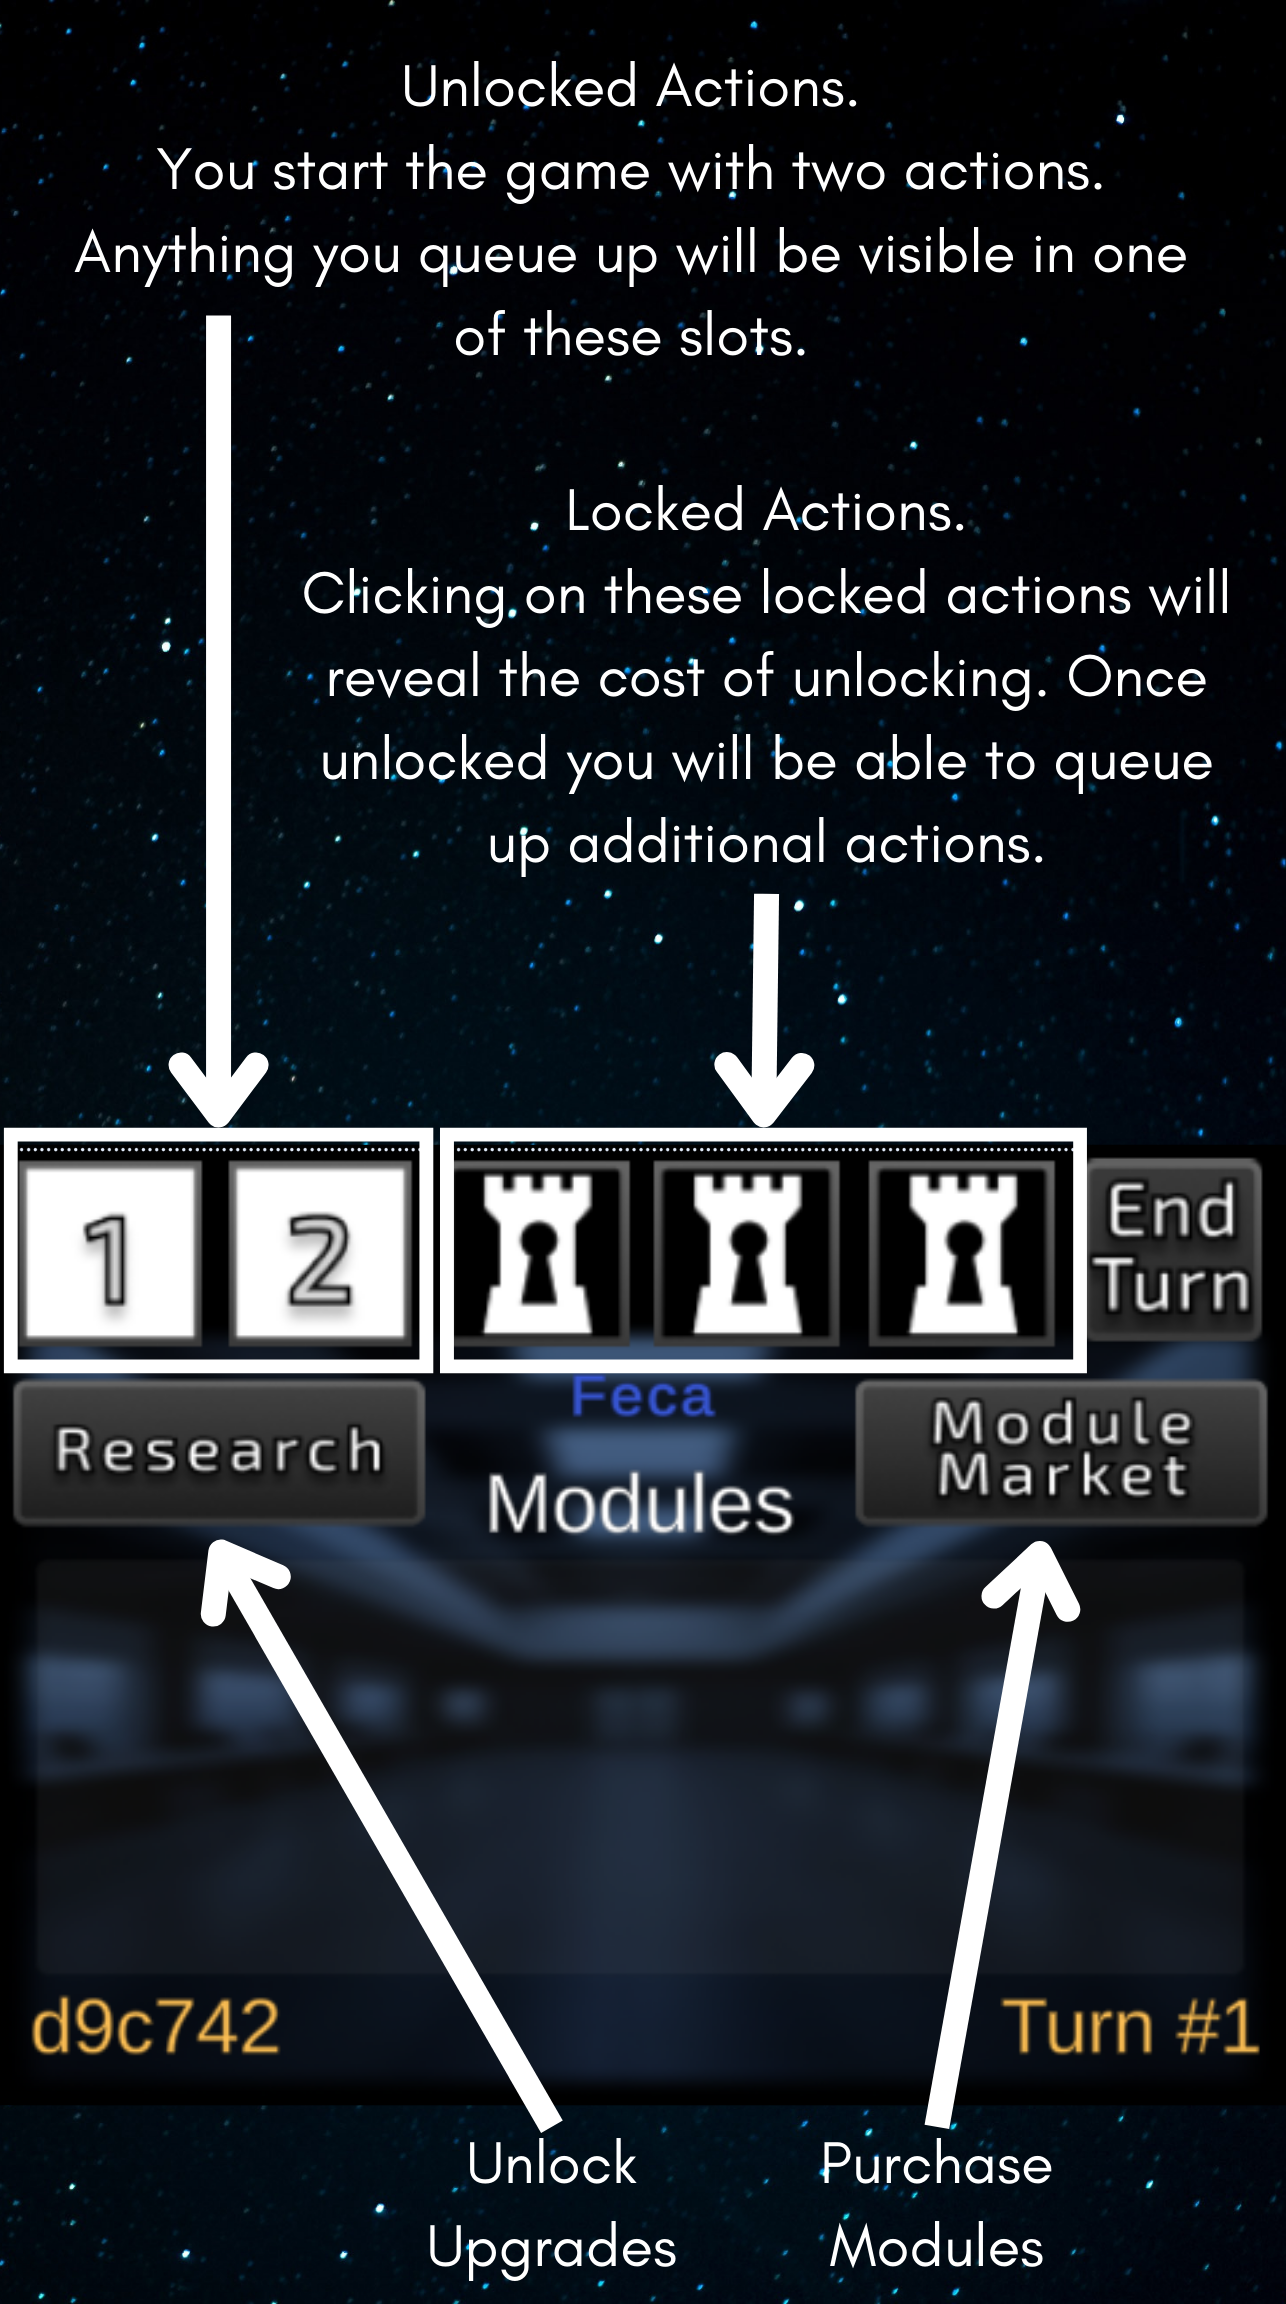 Unlocked Actions.
You start the game with two actions.
Anything you queue up will be visible in one
of these slots.
Locked Actions.
Clicking on these locked actions will
reveal the cost of unlocking. Once
unlocked you will be able to queue
up additional actions.
1 2
End
Turn
Research
Feca
Modules
Module
Market
d9c742
Turn #1
Unlock
Upgrades
Purchase
Modules